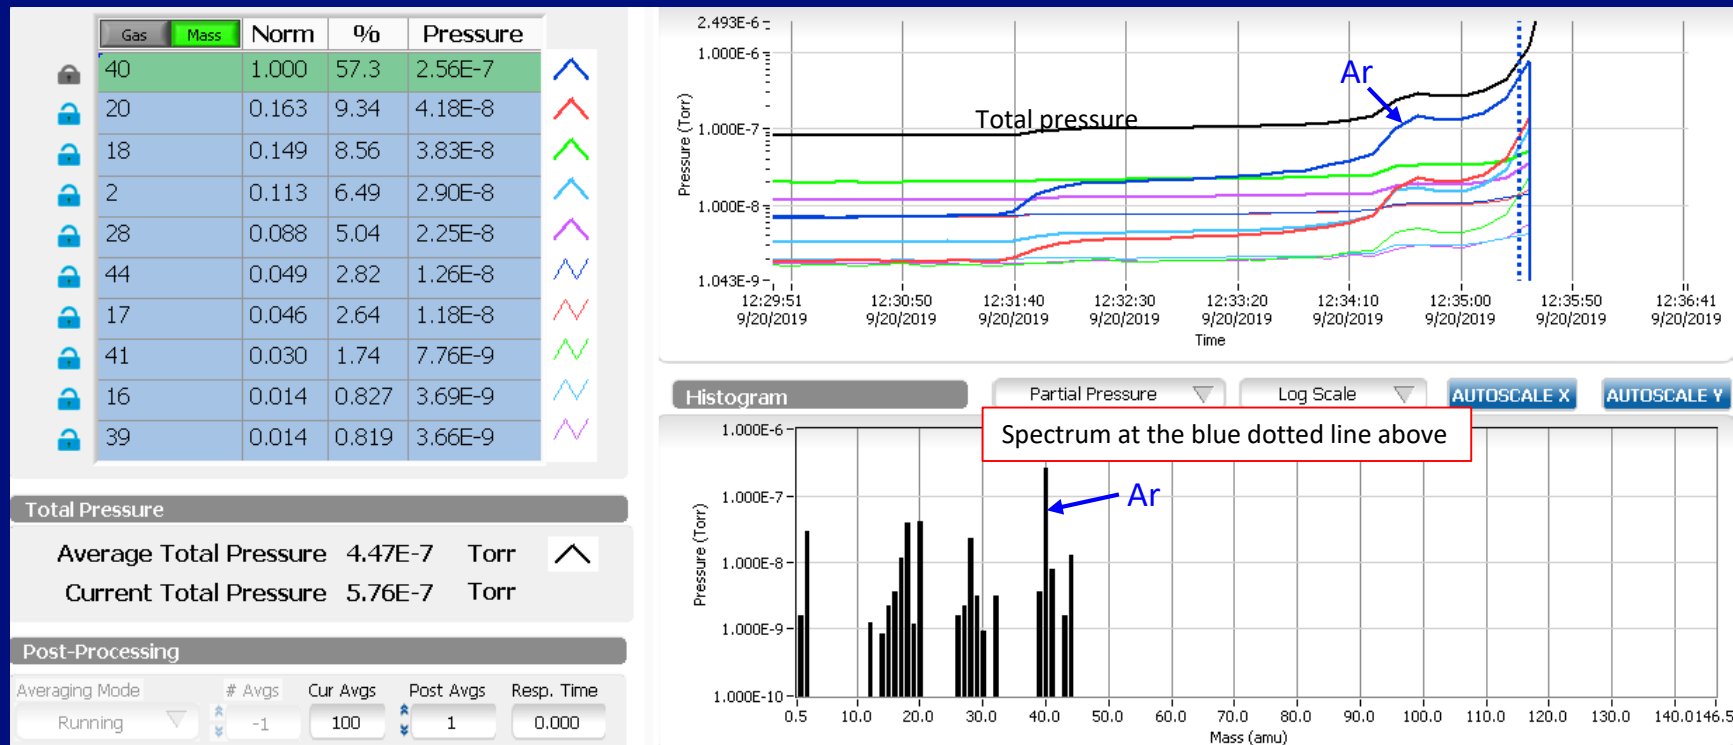 Gas Mass Norm % Pressure
40 1.000 57.3 2.56E-7
20 0.163 9.34 4.18E-8
18 0.149 8.56 3.83E-8
2 0.113 6.49 2.90E-8
28 0.088 5.04 2.25E-8
44 0.049 2.82 1.26E-8
17 0.046 2.64 1.18E-8
41 0.030 1.74 7.76E-9
16 0.014 0.827 3.69E-9
39 0.014 0.819 3.66E-9
Total Pressure
Average Total Pressure 4.47E-7 Torr
Current Total Pressure 5.76E-7 Torr
Post-Processing
Averaging Mode # Avgs Cur Avgs Post Avgs Resp. Time
Running -1 100 1 0.000
2.493E-6
1.000E-6
Ar
Total pressure
1.000E-7
Pressure (Torr)
1.000E-8
1.043E-9
12:29:51 12:30:50 12:31:40 12:32:30 12:33:20 12:34:10 12:35:00 12:35:50 12:36:41
9/20/2019 9/20/2019 9/20/2019 9/20/2019 9/20/2019 9/20/2019 9/20/2019 9/20/2019 9/20/2019
Time
Histogram Partial Pressure Log Scale AUTOSCALE X AUTOSCALE Y
Spectrum at the blue dotted line above
1.000E-6
1.000E-7
Ar
Pressure (Torr)
1.000E-8
1.000E-9
1.000E-10
0.5 10.0 20.0 30.0 40.0 50.0 60.0 70.0 80.0 90.0 100.0 110.0 120.0 130.0 140.0 146.5
Mass (amu)